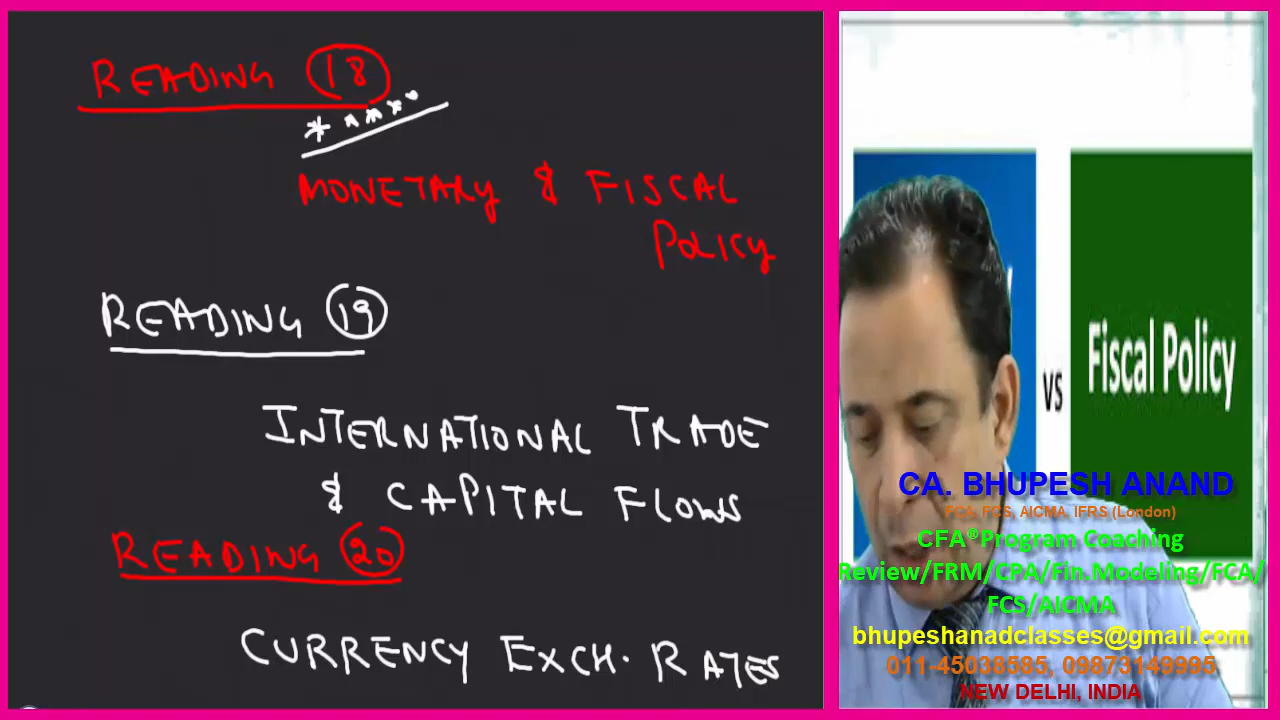 READING 18
* * * * *
MONETARY & FISCAL
POLICY
READING 19
INTERNATIONAL TRADE
& CAPITAL FLOWS
READING 20
CURRENCY EXCH. RATES
VS
Fiscal Policy
CA. BHUPESH ANAND
FCS, FCS, AICMA, IFRS (London)
CFA®Program Coaching
Review/FRM/CPA/Fin.Modeling/FCA/
FCS/AICMA
bhupeshanadclasses@gmail.com
011-45038585, 09873149995
NEW DELHI, INDIA